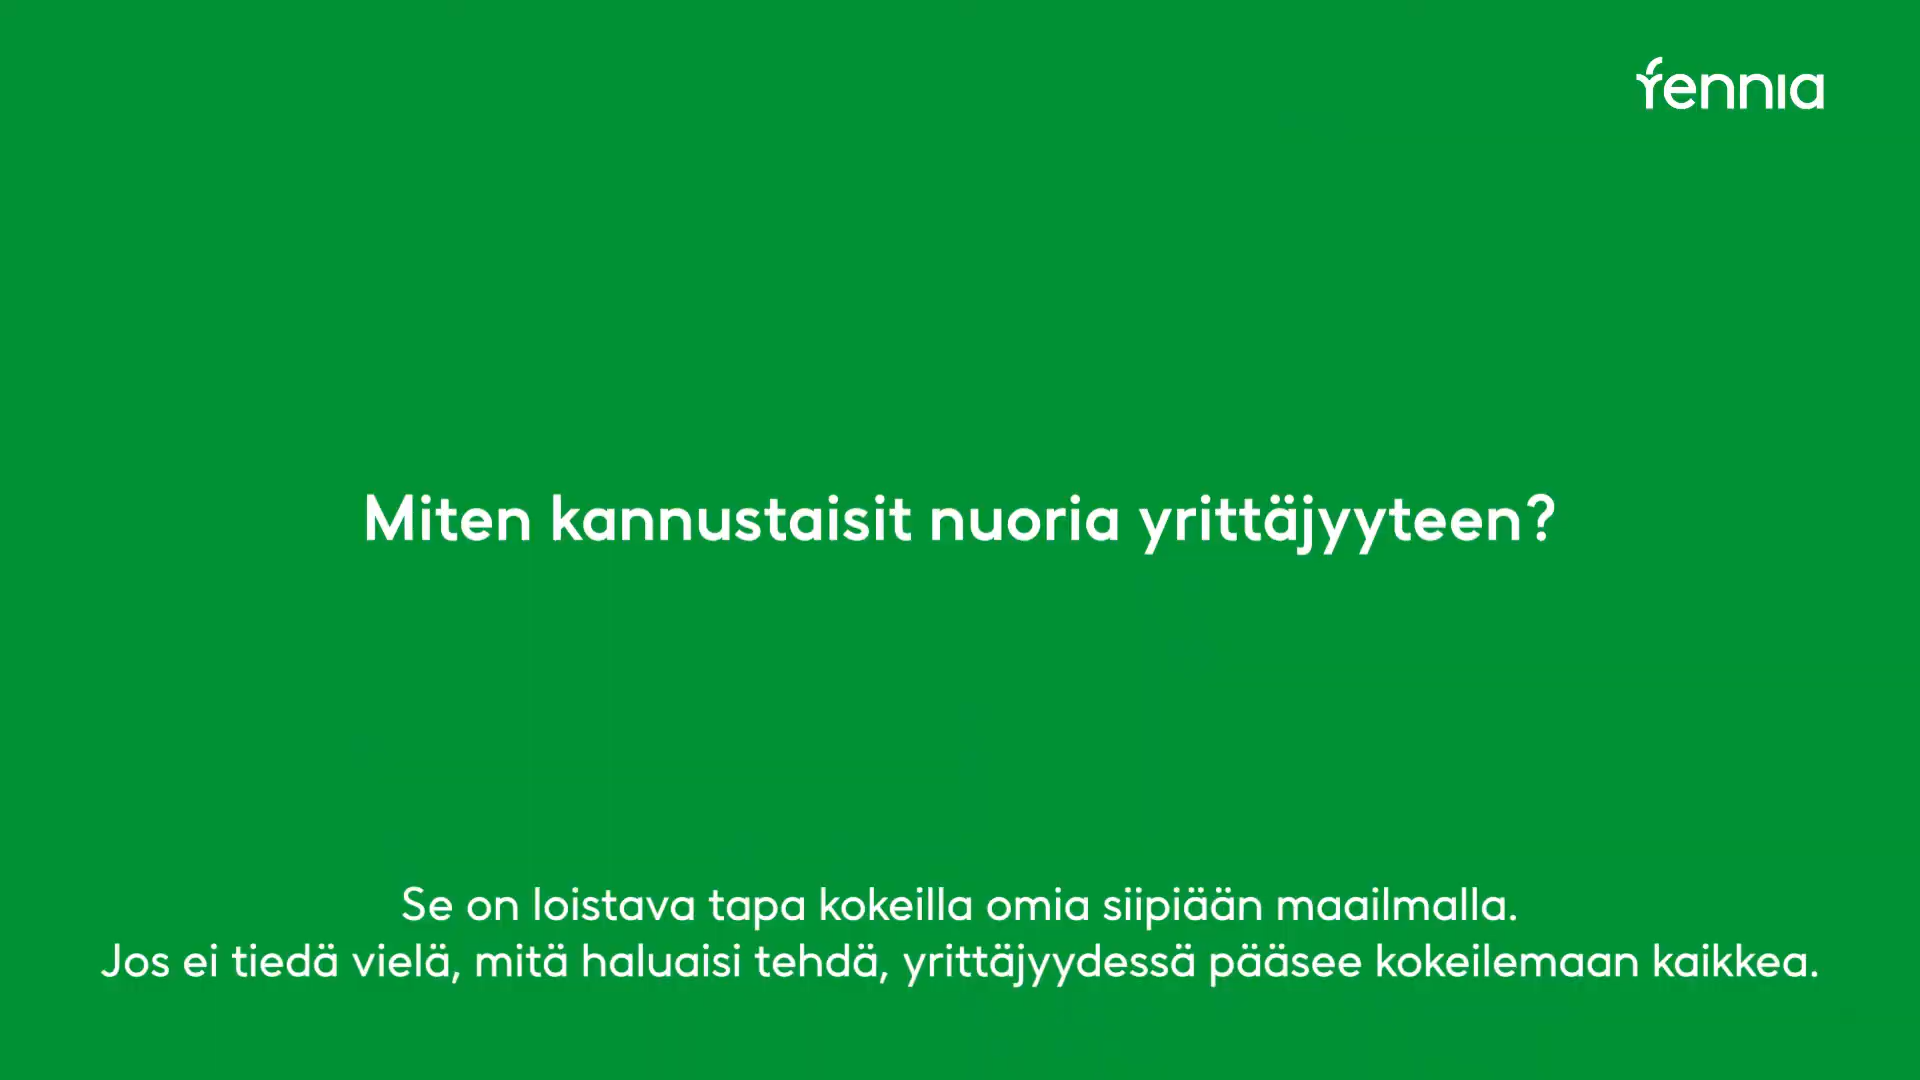 fennia
Miten kannustaisit nuoria yrittäjyyteen?
Se on loistava tapa kokeilla omia siipiään maailmalla.
Jos ei tiedä vielä, mitä haluaisi tehdä, yrittäjyydessä pääsee kokeilemaan kaikkea.